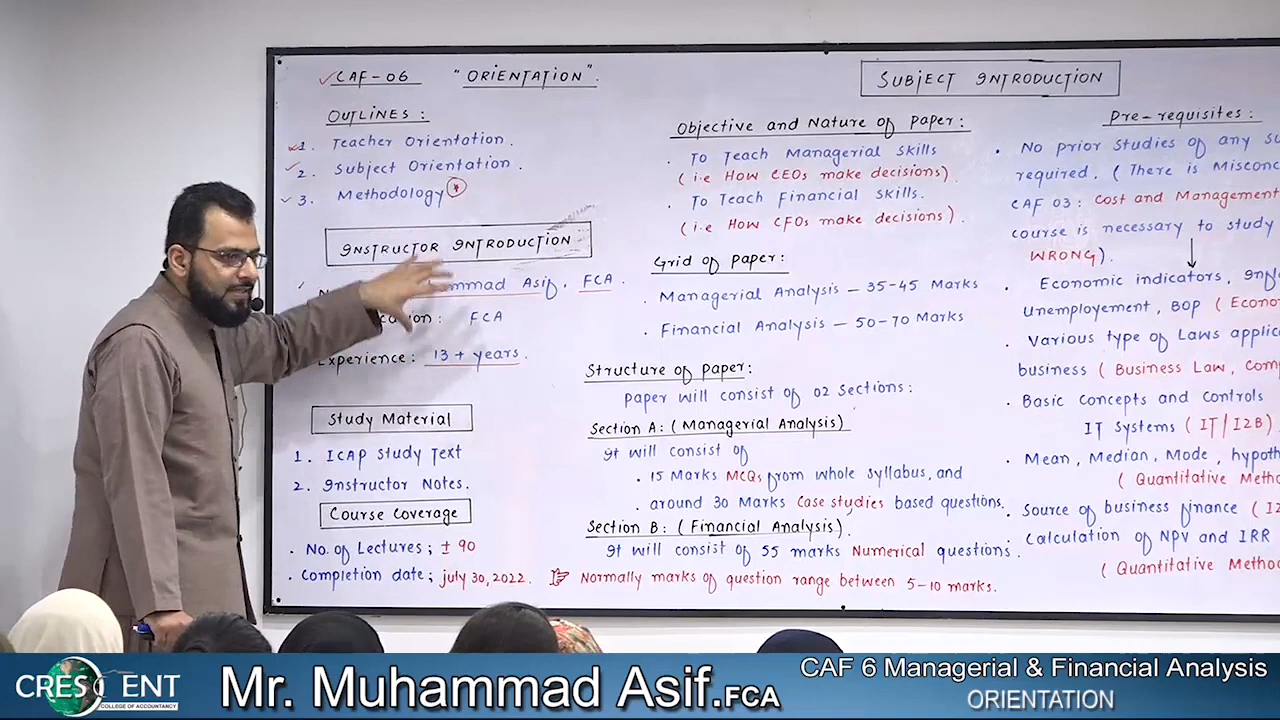 CAF-06 "ORIENTATION".
OUTLINES:
1. Teacher Orientation.
2. Subject Orientation.
3. Methodology *
INSTRUCTOR INTRODUCTION
Asif, FCA.
FCA
Experience: 13+ years.
Study Material
1. ICAP Study Text
2. Instructor Notes.
Course Coverage
. No. of Lectures; ± 90
. Completion date; july 30, 2022.
SUBJECT INTRODUCTION
Objective and Nature of paper:
. To Teach Managerial Skills
(i.e How CEOs make decisions).
. To Teach Financial Skills.
(i.e How CFOs make decisions).
Grid of paper:
. Managerial Analysis - 35-45 Marks
. Financial Analysis - 50-70 Marks
Structure of paper:
paper will consist of 02 Sections:
Section A: (Managerial Analysis)
It will consist of
. 15 Marks MCQs from whole syllabus, and
. around 30 Marks Case studies based questions.
Section B: (Financial Analysis).
It will consist of 55 marks Numerical questions.
☞ Normally marks of question range between 5-10 marks.
Pre-requisites:
. No prior studies of any
required. (There is
CAF 03: Cost and Management
course is necessary to study
WRONG).
. Economic indicators,
Unemployement, BOP (
. Various type of Laws
business (Business Law,
. Basic concepts and Controls
IT Systems (IT/I2B)
. Mean, Median, Mode,
(Quantitative
. Source of business finance (
. Calculation of NPV and IRR
(Quantitative
CRESCENT
COLLEGE OF ACCOUNTANCY
Mr. Muhammad Asif.FCA
CAF 6 Managerial & Financial Analysis
ORIENTATION